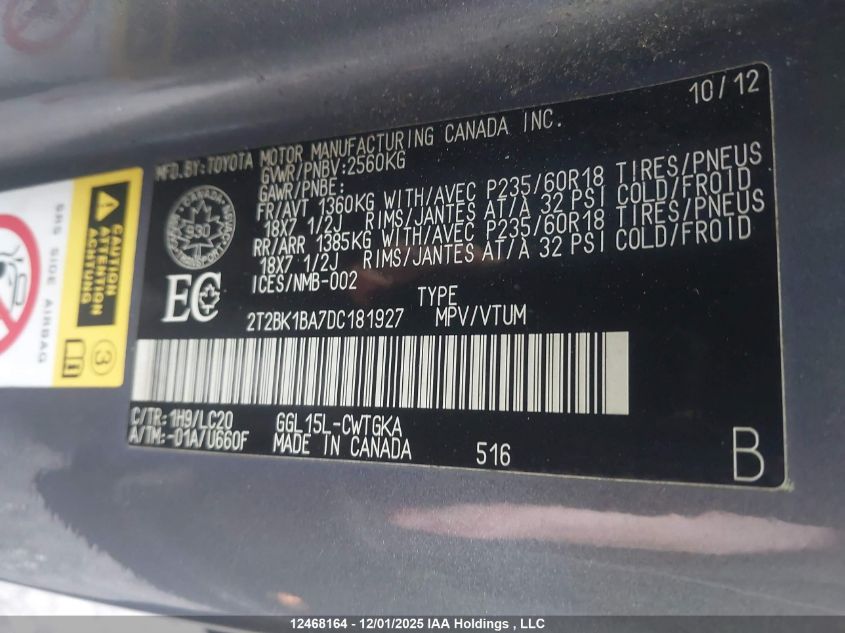 10/12
MFD.BY:TOYOTA MOTOR MANUFACTURING CANADA INC.
GVWR/PNBV:2560KG
GAWR/PNBE:
FR/AVT 1360KG WITH/AVEC P235/60R18 TIRES/PNEUS
18X7 1/2J RIMS/JANTES AT/À 32 PSI COLD/FROID
RR/ARR 1385KG WITH/AVEC P235/60R18 TIRES/PNEUS
18X7 1/2J RIMS/JANTES AT/À 32 PSI COLD/FROID
ICES/NMB-002
930
EC
TYPE
2T2BK1BA7DC181927 MPV/VTUM
C/TR:1H9/LC20 GGL15L-CWTGKA
A/TM:-01A/U660F MADE IN CANADA 516
B
CAUTION
ATTENTION
ACHTUNG
SRS SIDE AIRBAG
3
12468164 - 12/01/2025 IAA Holdings , LLC